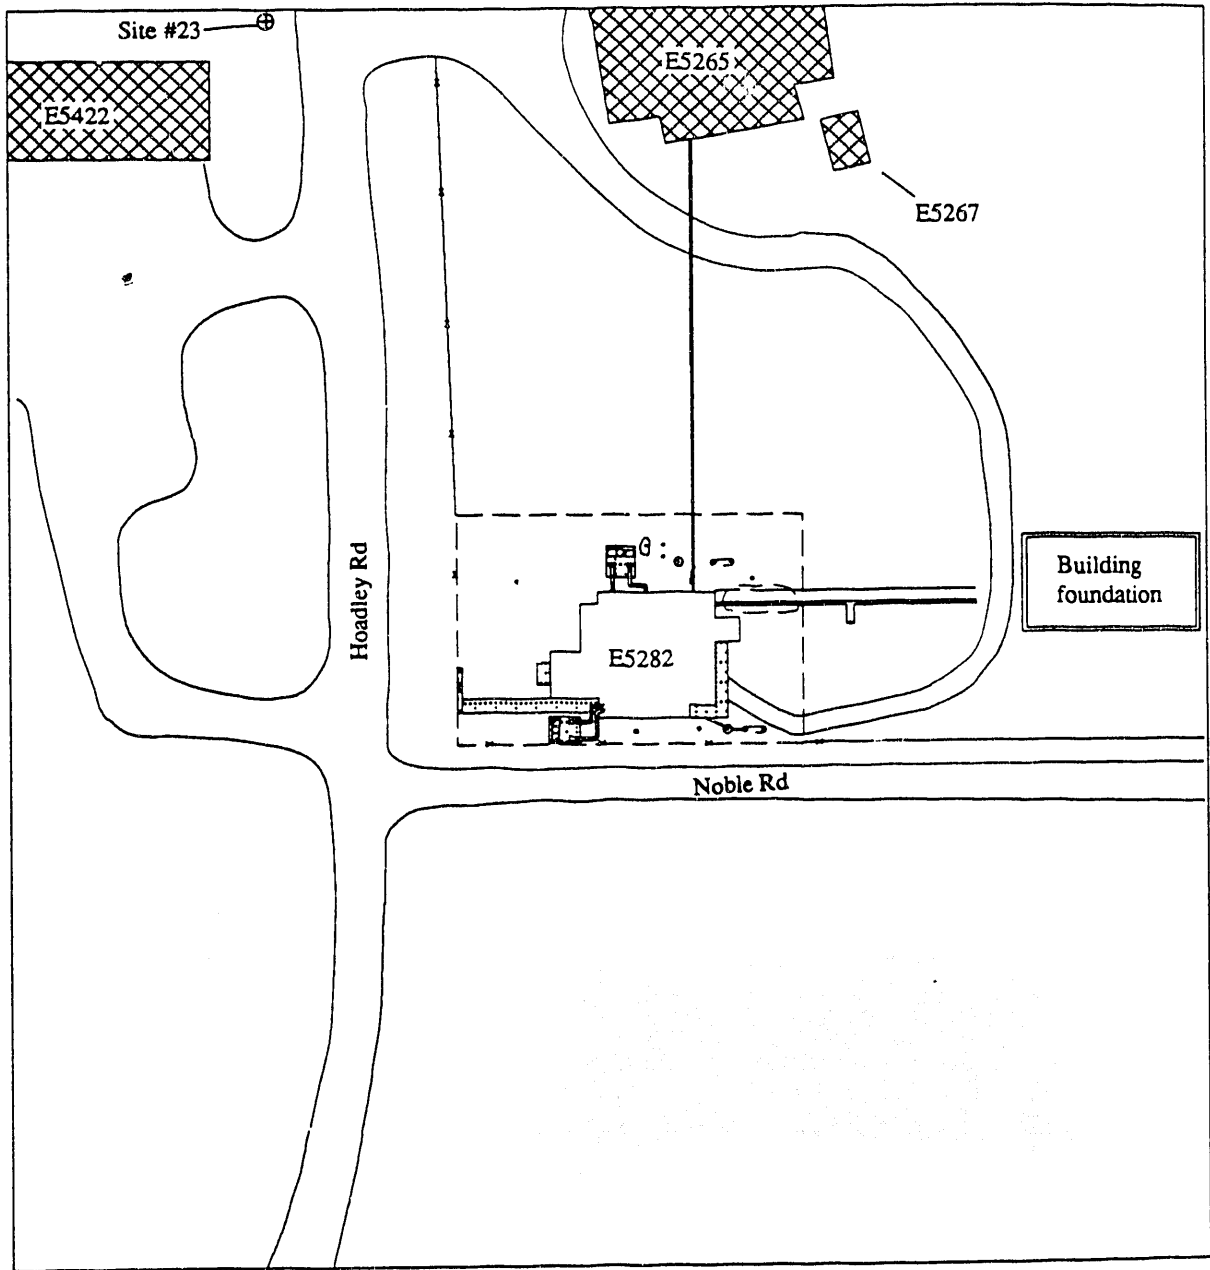 Site #23
E5265
E5422
E5267
Hoadley Rd
Building
foundation
E5282
Noble Rd